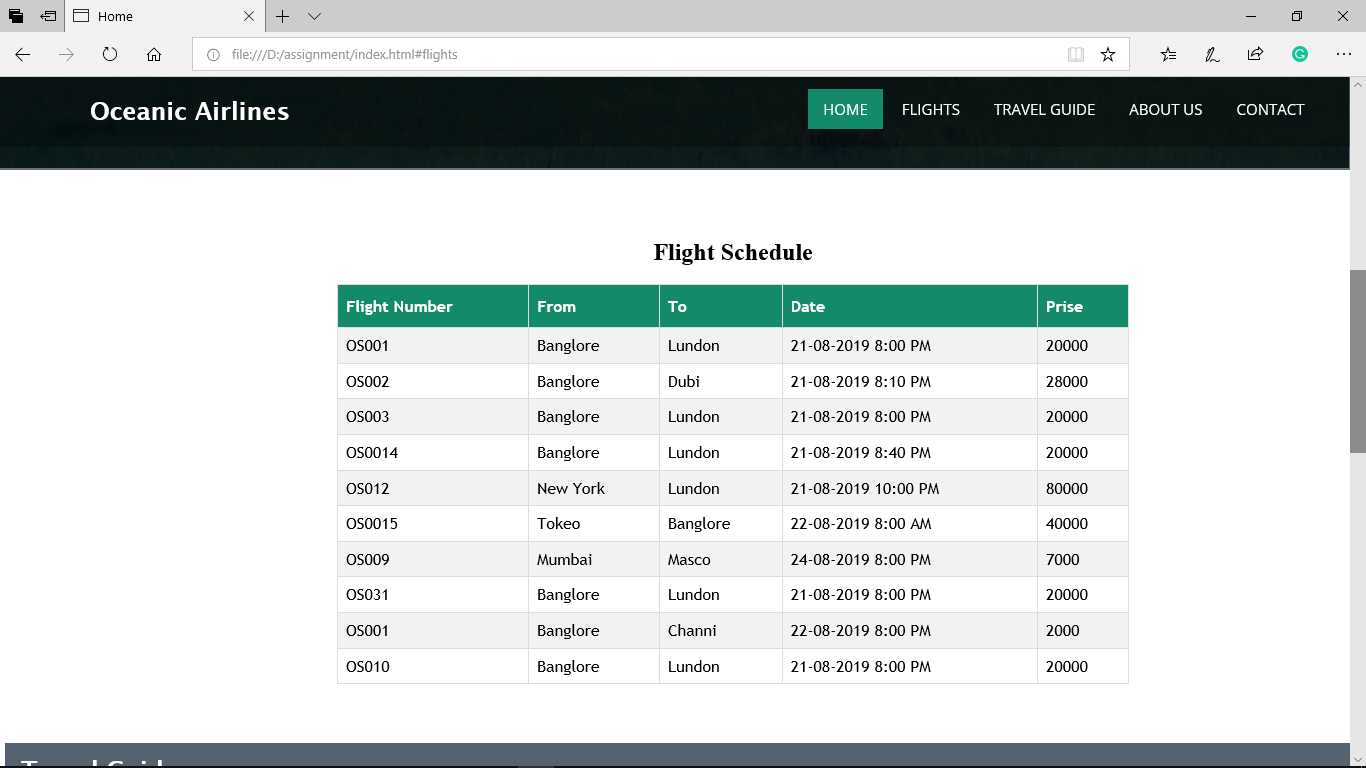 Home
file:///D:/assignment/index.html#flights
Oceanic Airlines HOME FLIGHTS TRAVEL GUIDE ABOUT US CONTACT
Flight Schedule
Flight Number From To Date Prise
OS001 Banglore Lundon 21-08-2019 8:00 PM 20000
OS002 Banglore Dubi 21-08-2019 8:10 PM 28000
OS003 Banglore Lundon 21-08-2019 8:00 PM 20000
OS0014 Banglore Lundon 21-08-2019 8:40 PM 20000
OS012 New York Lundon 21-08-2019 10:00 PM 80000
OS0015 Tokeo Banglore 22-08-2019 8:00 AM 40000
OS009 Mumbai Masco 24-08-2019 8:00 PM 7000
OS031 Banglore Lundon 21-08-2019 8:00 PM 20000
OS001 Banglore Channi 22-08-2019 8:00 PM 2000
OS010 Banglore Lundon 21-08-2019 8:00 PM 20000